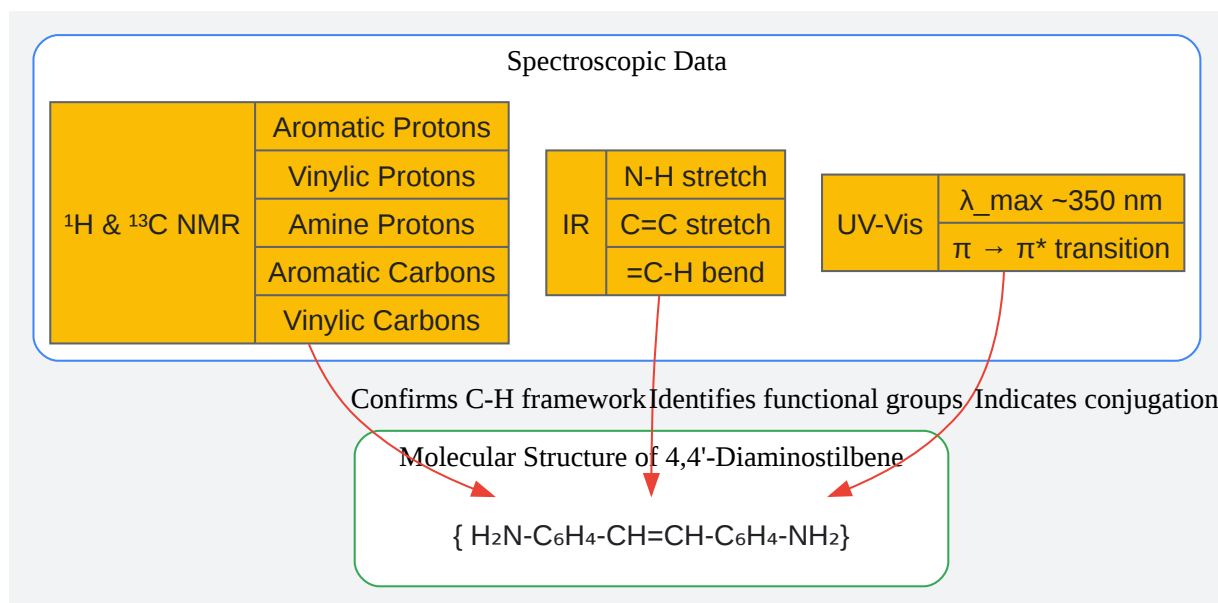 Spectroscopic Data
¹H & ¹³C NMR
Aromatic Protons
Vinylic Protons
Amine Protons
Aromatic Carbons
Vinylic Carbons
IR
N-H stretch
C=C stretch
=C-H bend
UV-Vis
λ_max ~350 nm
π → π* transition
Confirms C-H framework
Identifies functional groups
Indicates conjugation
Molecular Structure of 4,4'-Diaminostilbene
{ H₂N-C₆H₄-CH=CH-C₆H₄-NH₂}